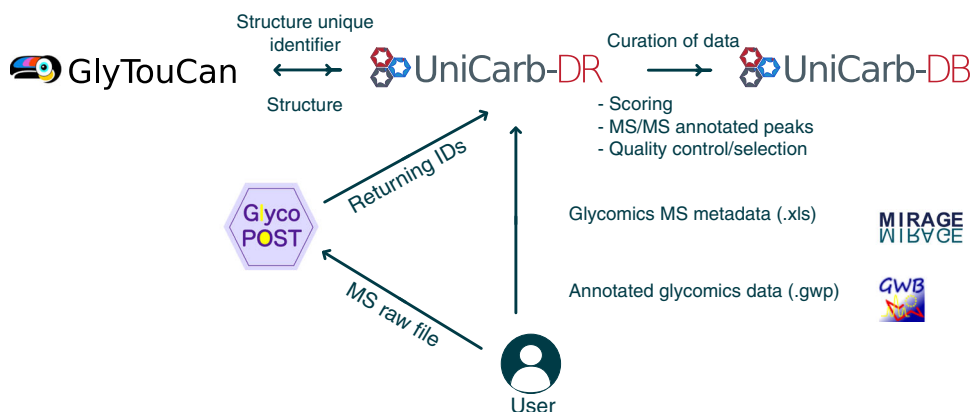 Structure unique
identifier
GlyTouCan
Structure
UniCarb-DR
Curation of data
UniCarb-DB
- Scoring
- MS/MS annotated peaks
- Quality control/selection
Returning IDs
Glyco
POST
MS raw file
Glycomics MS metadata (.xls)
MIRAGE
MIRAGE
Annotated glycomics data (.gwp)
GWB
User